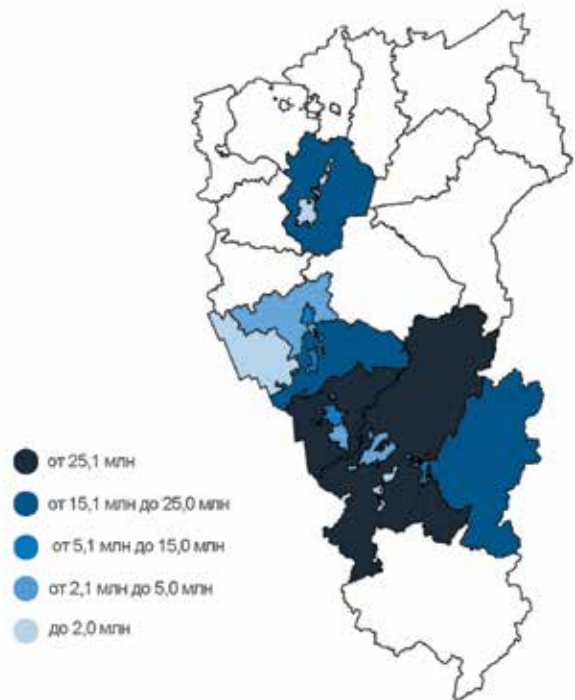 от 25,1 млн
от 15,1 млн до 25,0 млн
от 5,1 млн до 15,0 млн
от 2,1 млн до 5,0 млн
до 2,0 млн